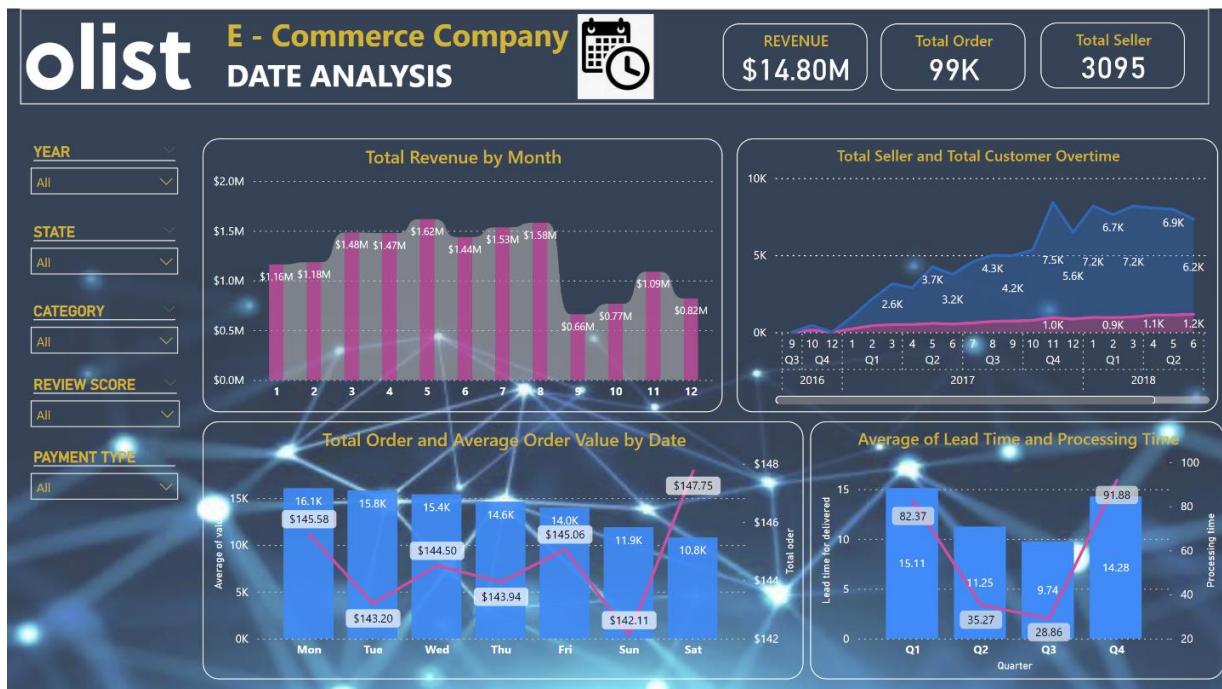 olist
E - Commerce Company
DATE ANALYSIS
REVENUE
$14.80M
Total Order
99K
Total Seller
3095
YEAR
All
STATE
All
CATEGORY
All
REVIEW SCORE
All
PAYMENT TYPE
All
Total Revenue by Month
$2.0M
$1.5M
$1.0M
$0.5M
$0.0M
$1.16M $1.18M $1.48M $1.47M $1.62M $1.44M $1.53M $1.58M $0.66M $0.77M $1.09M $0.82M
1 2 3 4 5 6 7 8 9 10 11 12
Total Seller and Total Customer Overtime
10K
5K
0K
2.6K 3.7K 3.2K 4.3K 4.2K 7.5K 5.6K 7.2K 6.7K 7.2K 6.9K 6.2K
1.0K 0.9K 1.1K 1.2K
9 10 12 1 2 3 4 5 6 7 8 9 10 11 12 1 2 3 4 5 6
Q3 Q4 Q1 Q2 Q3 Q4 Q1 Q2
2016 2017 2018
Total Order and Average Order Value by Date
Average of value
15K
10K
5K
0K
16.1K 15.8K 15.4K 14.6K 14.0K 11.9K 10.8K
$145.58 $143.20 $144.50 $143.94 $145.06 $142.11 $147.75
$148
$146
$144
$142
Total oder
Mon Tue Wed Thu Fri Sun Sat
Average of Lead Time and Processing Time
Lead time for delivered
15
10
5
0
82.37 35.27 28.86 91.88
15.11 11.25 9.74 14.28
100
80
60
40
20
Processing time
Q1 Q2 Q3 Q4
Quarter